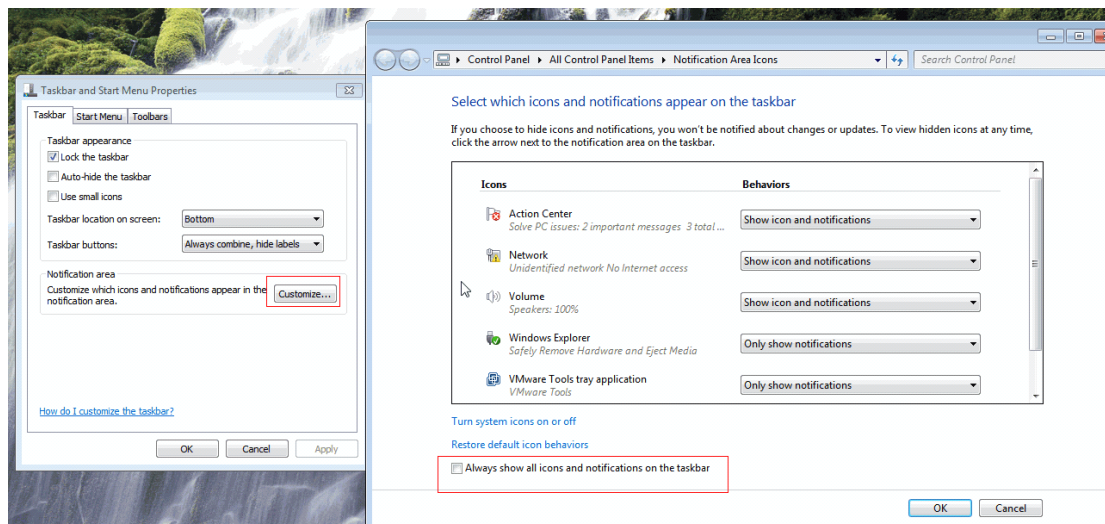 Taskbar and Start Menu Properties
Taskbar
Start Menu
Toolbars
Taskbar appearance
Lock the taskbar
Auto-hide the taskbar
Use small icons
Taskbar location on screen:
Bottom
Taskbar buttons:
Always combine, hide labels
Notification area
Customize which icons and notifications appear in the
notification area.
Customize...
How do I customize the taskbar?
OK
Cancel
Apply
Control Panel
All Control Panel Items
Notification Area Icons
Search Control Panel
Select which icons and notifications appear on the taskbar
If you choose to hide icons and notifications, you won't be notified about changes or updates. To view hidden icons at any time,
click the arrow next to the notification area on the taskbar.
Icons
Behaviors
Action Center
Solve PC issues: 2 important messages 3 total ...
Show icon and notifications
Network
Unidentified network No Internet access
Show icon and notifications
Volume
Speakers: 100%
Show icon and notifications
Windows Explorer
Safely Remove Hardware and Eject Media
Only show notifications
VMware Tools tray application
VMware Tools
Only show notifications
Turn system icons on or off
Restore default icon behaviors
Always show all icons and notifications on the taskbar
OK
Cancel